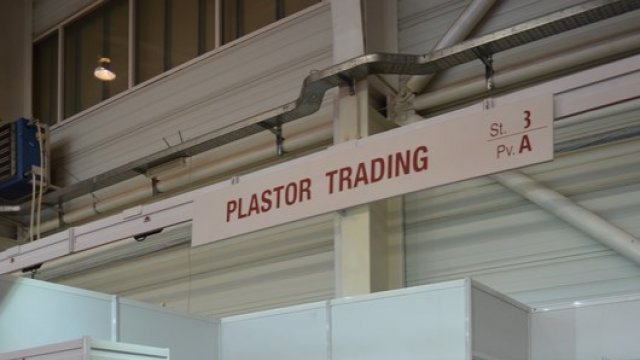 PLASTOR TRADING
St. 3
Pv. A